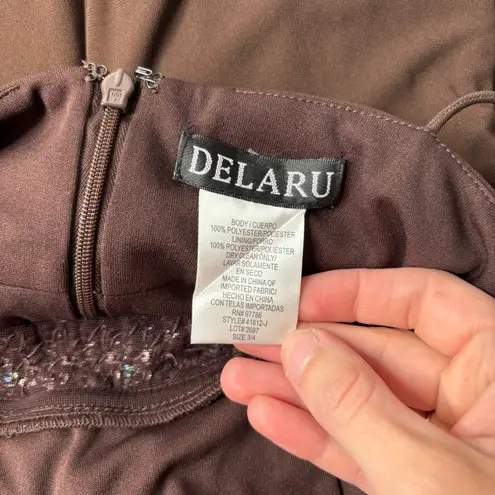 DELARU
BODY / CUERPO
100% POLYESTER/POLIESTER
LINING/FORRO
100% POLYESTER/POLIESTER
DRY CLEAN ONLY/
LAVAR SOLAMENTE
EN SECO
MADE IN CHINA OF
IMPORTED FABRIC/
HECHO EN CHINA
CON TELAS IMPORTADAS
RN# 97786
STYLE# 41812-J
LOT# 2697
SIZE 3/4